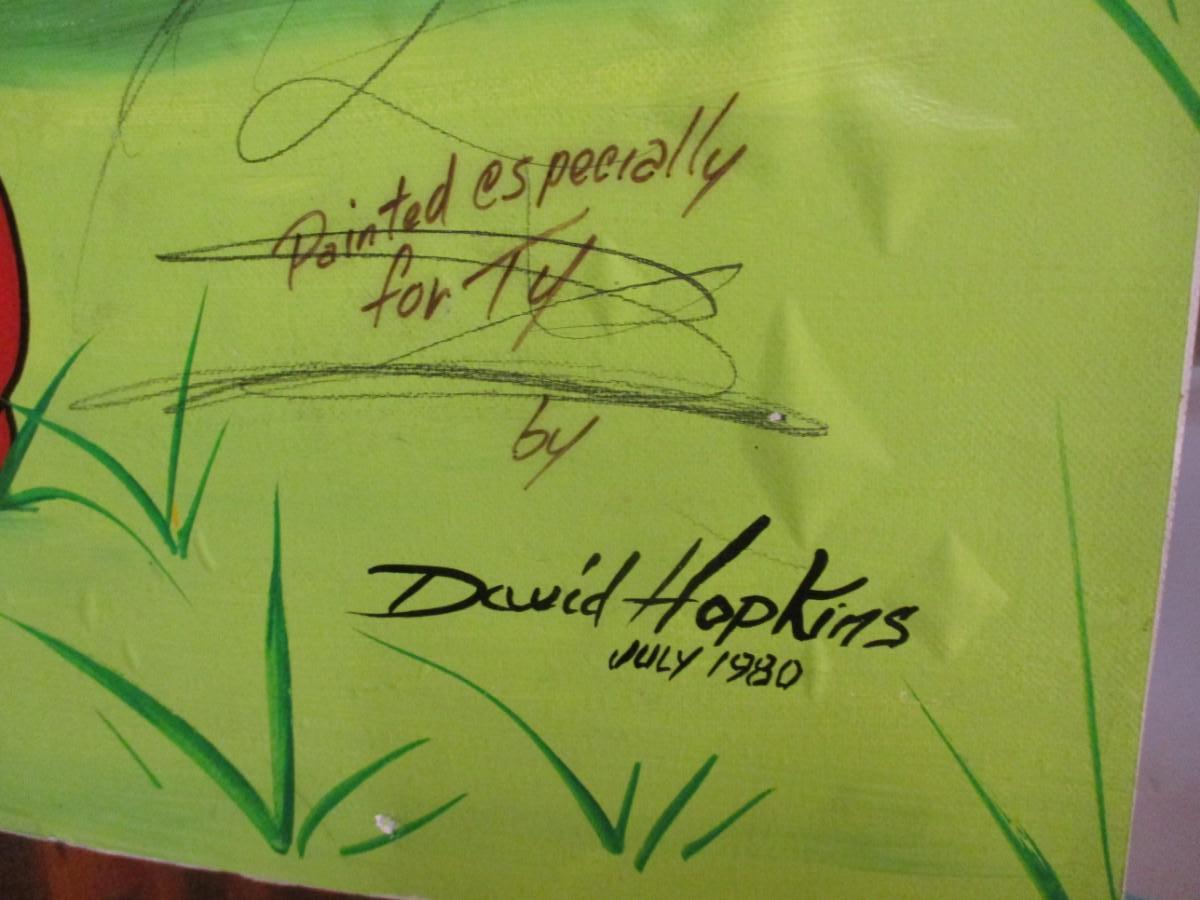 Painted especially
for Ty
by
David Hopkins
JULY 1980